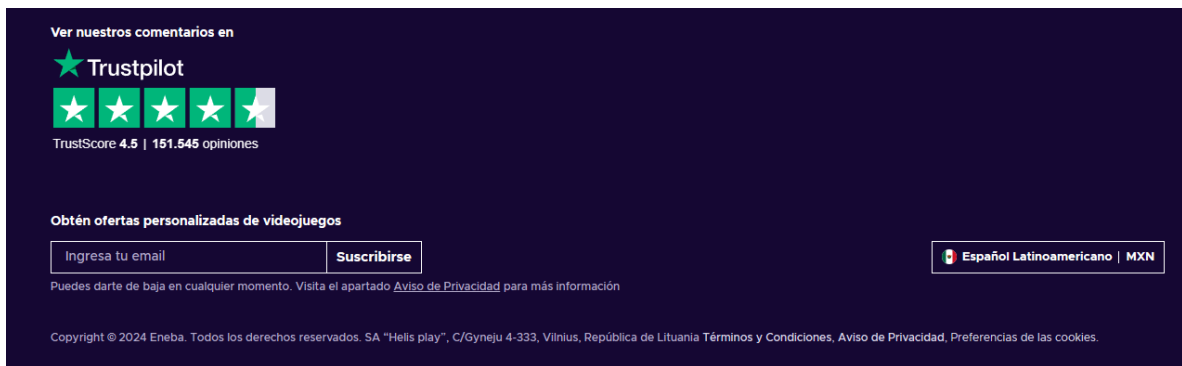 Ver nuestros comentarios en
Trustpilot
TrustScore 4.5 | 151.545 opiniones
Obtén ofertas personalizadas de videojuegos
Ingresa tu email
Suscribirse
Español Latinoamericano | MXN
Puedes darte de baja en cualquier momento. Visita el apartado Aviso de Privacidad para más información
Copyright © 2024 Eneba. Todos los derechos reservados. SA “Helis play”, C/Gyneju 4-333, Vilnius, República de Lituania Términos y Condiciones, Aviso de Privacidad, Preferencias de las cookies.